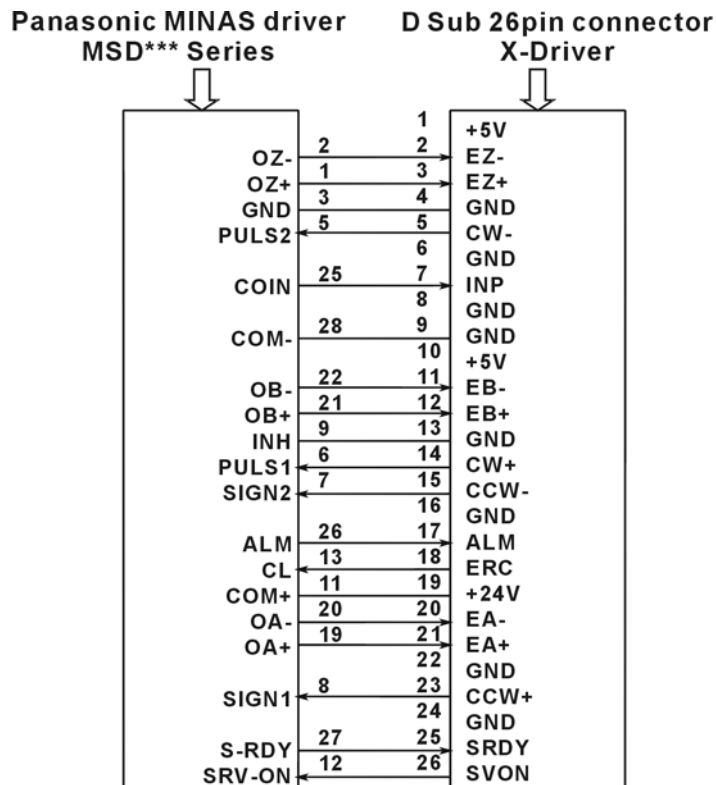 Panasonic MINAS driver D Sub 26pin connector
MSD*** Series X-Driver
1 +5V
OZ- 2 2 EZ-
OZ+ 1 3 EZ+
GND 3 4 GND
PULS2 5 5 CW-
6 GND
COIN 25 7 INP
8 GND
COM- 28 9 GND
10 +5V
OB- 22 11 EB-
OB+ 21 12 EB+
INH 9 13 GND
PULS1 6 14 CW+
SIGN2 7 15 CCW-
16 GND
ALM 26 17 ALM
CL 13 18 ERC
COM+ 11 19 +24V
OA- 20 20 EA-
OA+ 19 21 EA+
22 GND
SIGN1 8 23 CCW+
24 GND
S-RDY 27 25 SRDY
SRV-ON 12 26 SVON